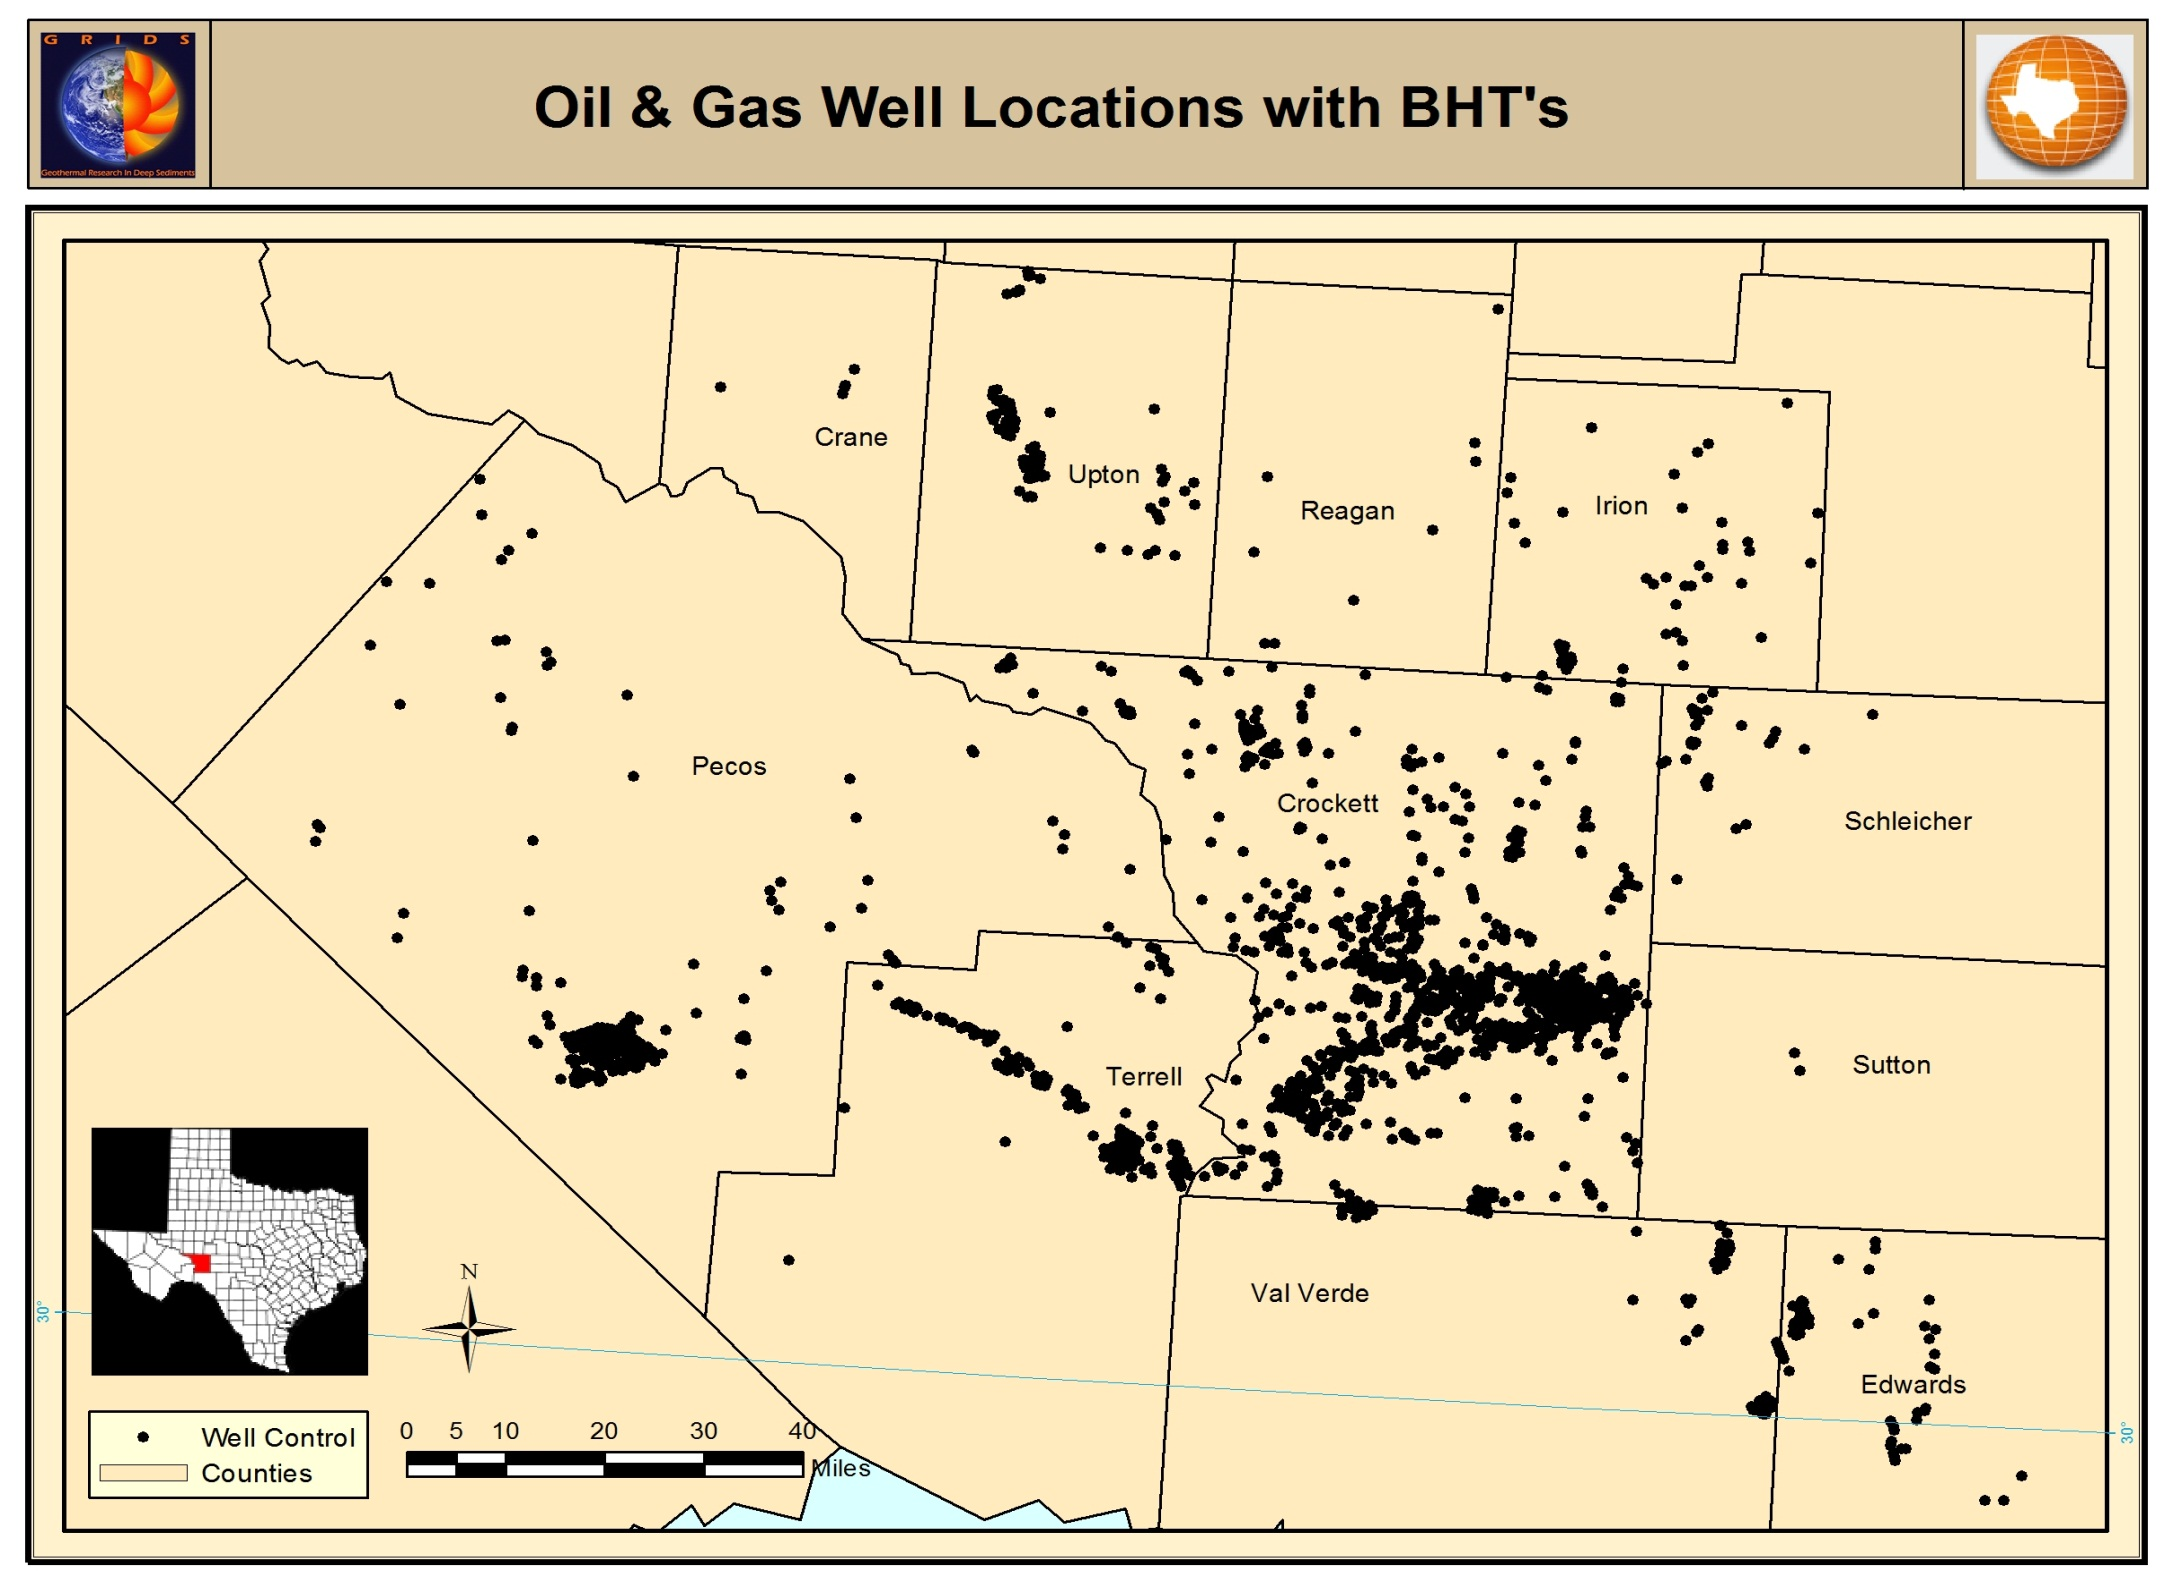 G R I D S
Geothermal Research In Deep Sediments
Oil & Gas Well Locations with BHT's
Crane
Upton
Reagan
Irion
Pecos
Crockett
Schleicher
Terrell
Sutton
Val Verde
Edwards
N
30°
30°
Well Control
Counties
0 5 10 20 30 40
Miles